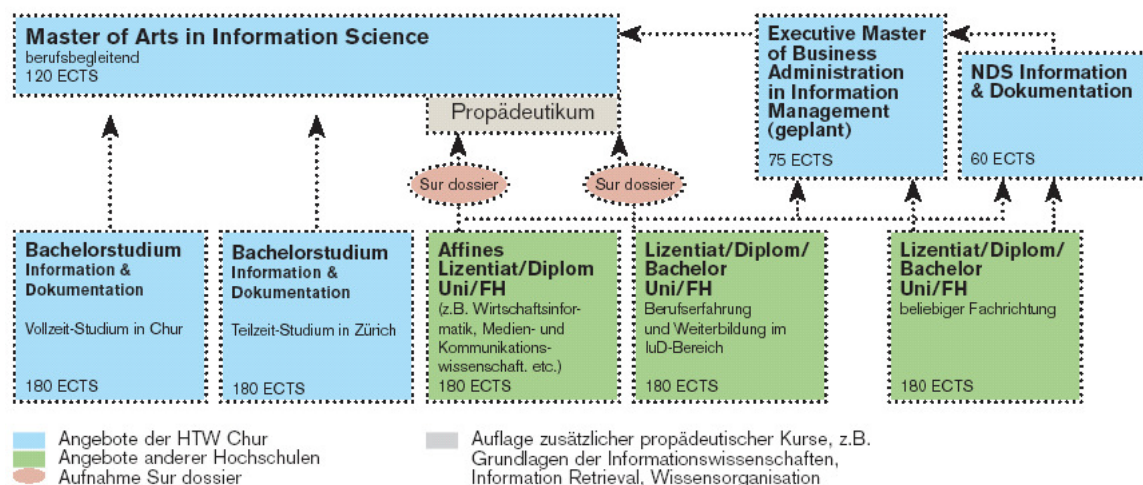 Master of Arts in Information Science
berufsbegleitend
120 ECTS
Propädeutikum
Executive Master
of Business
Administration
in Information
Management
(geplant)
75 ECTS
NDS Information
& Dokumentation
60 ECTS
Sur dossier
Sur dossier
Bachelorstudium
Information &
Dokumentation
Vollzeit-Studium in Chur
180 ECTS
Bachelorstudium
Information &
Dokumentation
Teilzeit-Studium in Zürich
180 ECTS
Affines
Lizentiat/Diplom
Uni/FH
(z.B. Wirtschaftsinfor-
matik, Medien- und
Kommunikations-
wissenschaft. etc.)
180 ECTS
Lizentiat/Diplom/
Bachelor
Uni/FH
Berufserfahrung
und Weiterbildung im
IuD-Bereich
180 ECTS
Lizentiat/Diplom/
Bachelor
Uni/FH
beliebiger Fachrichtung
180 ECTS
Angebote der HTW Chur
Angebote anderer Hochschulen
Aufnahme Sur dossier
Auflage zusätzlicher propädeutischer Kurse, z.B.
Grundlagen der Informationswissenschaften,
Information Retrieval, Wissensorganisation